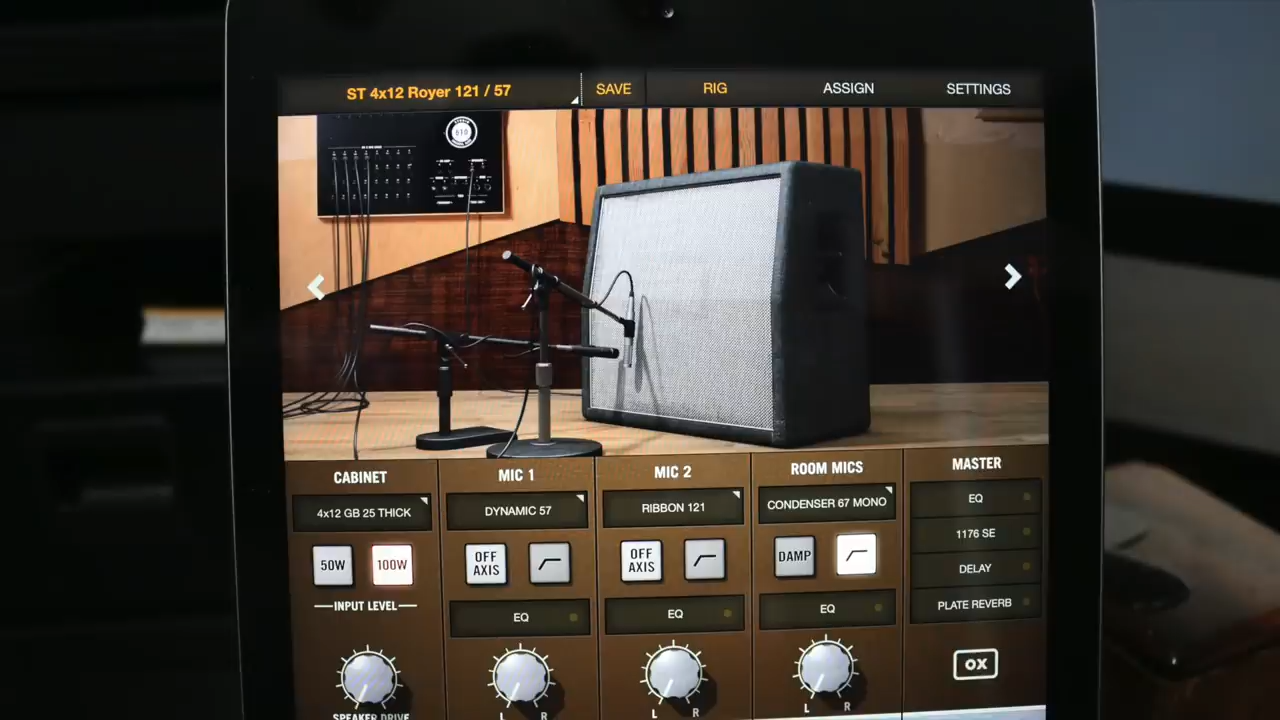 ST 4x12 Royer 121 / 57
SAVE
RIG
ASSIGN
SETTINGS
610
CABINET
MIC 1
MIC 2
ROOM MICS
MASTER
4x12 GB 25 THICK
DYNAMIC 57
RIBBON 121
CONDENSER 67 MONO
EQ
50W
100W
OFF
AXIS
OFF
AXIS
DAMP
1176 SE
DELAY
INPUT LEVEL
EQ
EQ
EQ
PLATE REVERB
OX
SPEAKER DRIVE
L R
L R
L R